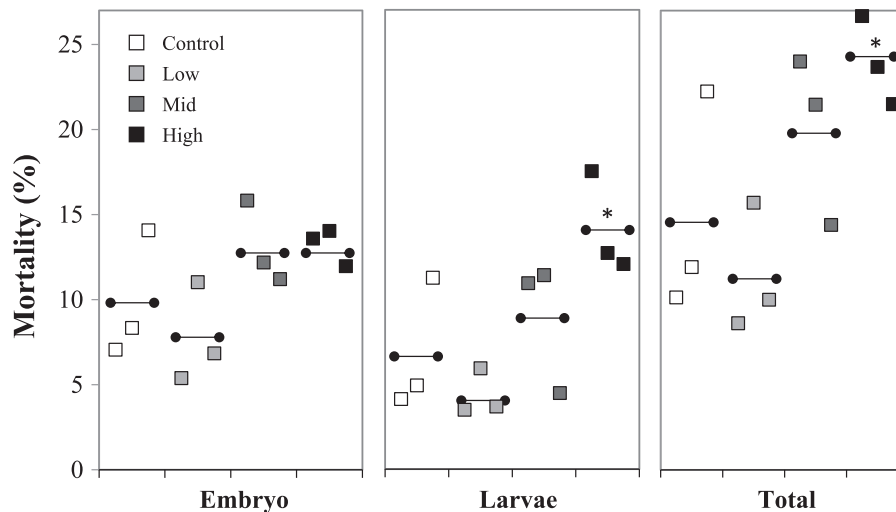 Mortality (%)
25
20
15
10
5
0
Control
Low
Mid
High
*
*
Embryo
Larvae
Total